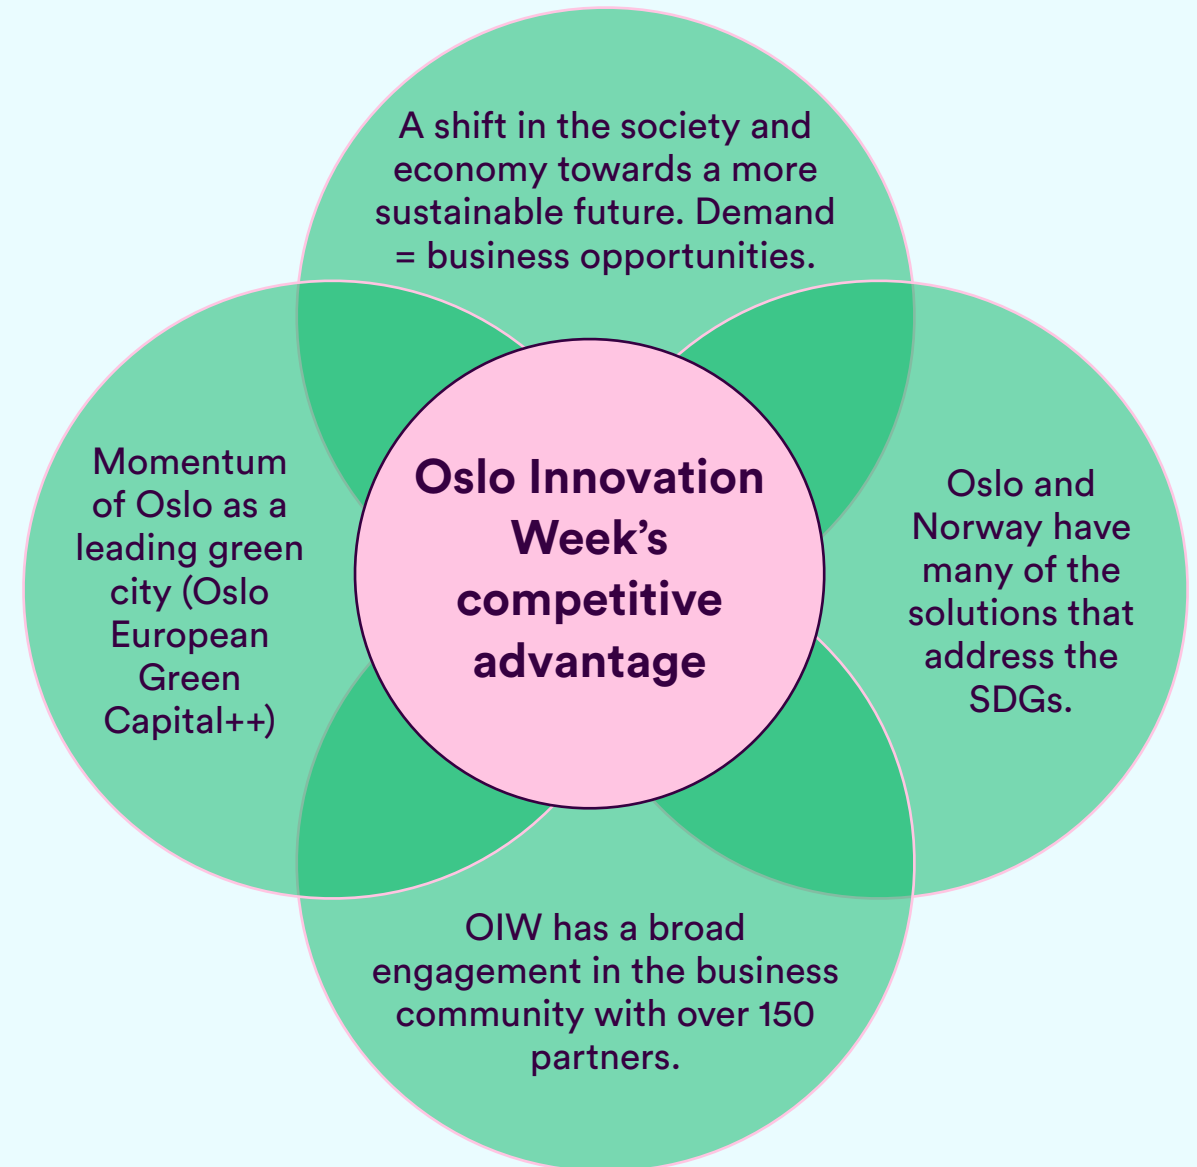 A shift in the society and
economy towards a more
sustainable future. Demand
= business opportunities.
Momentum
of Oslo as a
leading green
city (Oslo
European
Green
Capital++)
Oslo Innovation
Week’s
competitive
advantage
Oslo and
Norway have
many of the
solutions that
address the
SDGs.
OIW has a broad
engagement in the business
community with over 150
partners.